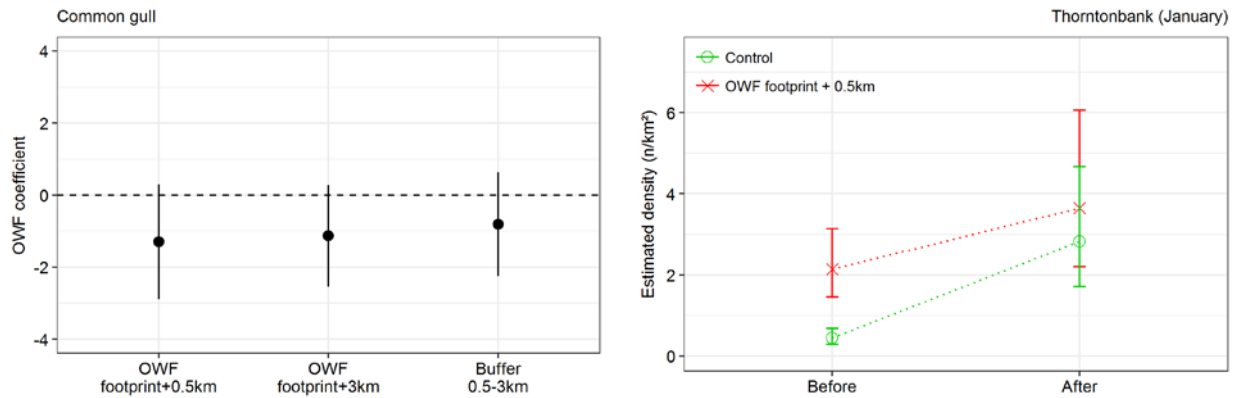 Common gull
OWF coefficient
4
2
0
-2
-4
OWF
footprint+0.5km
OWF
footprint+3km
Buffer
0.5-3km
Thorntonbank (January)
Estimated density (n/km²)
6
4
2
0
Control
OWF footprint + 0.5km
Before
After